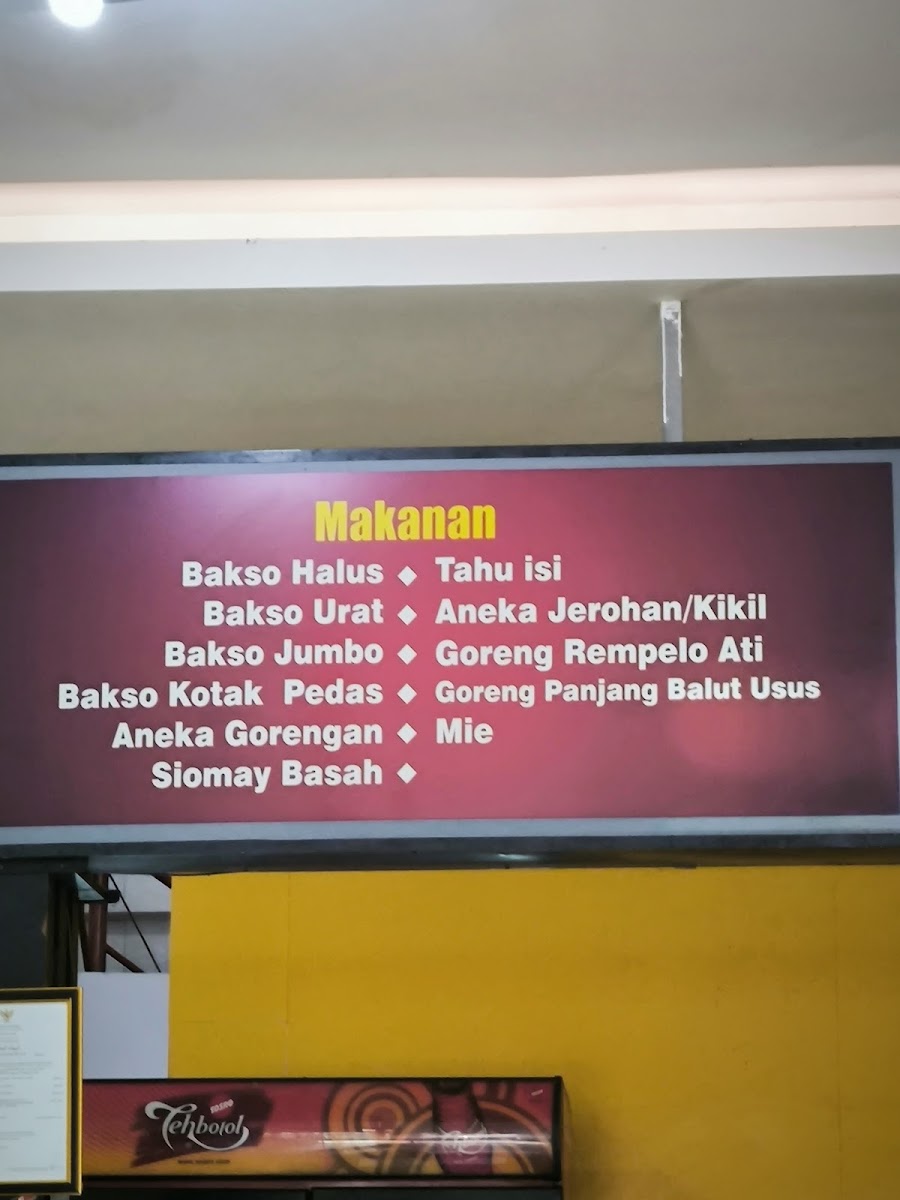 Makanan
Bakso Halus ◆ Tahu isi
Bakso Urat ◆ Aneka Jerohan/Kikil
Bakso Jumbo ◆ Goreng Rempelo Ati
Bakso Kotak Pedas ◆ Goreng Panjang Balut Usus
Aneka Gorengan ◆ Mie
Siomay Basah ◆
SOSRO
Tehbotol